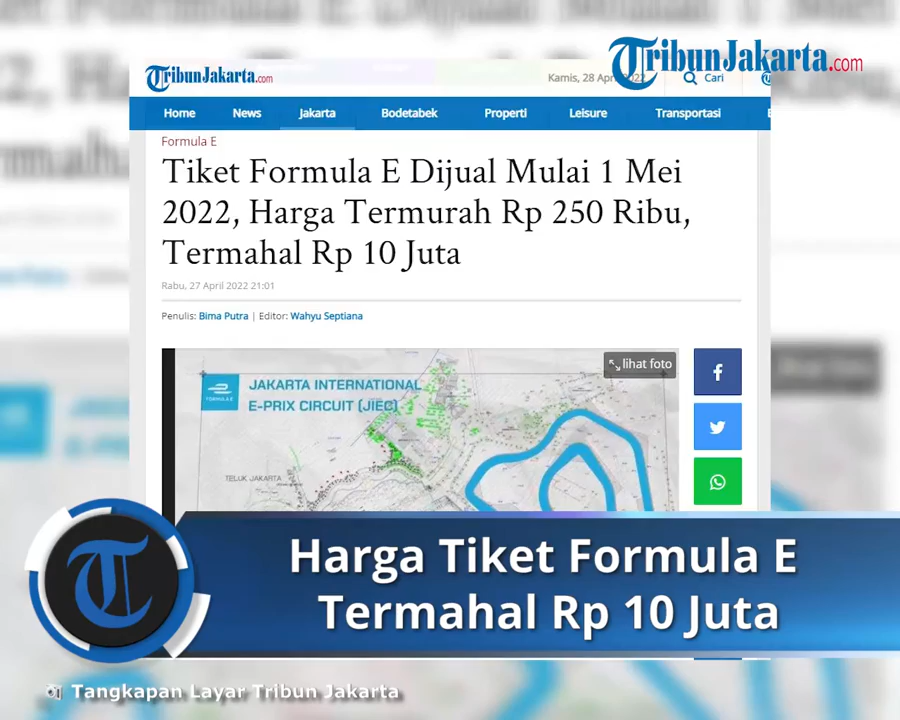 TribunJakarta.com
TribunJakarta.com
Kamis, 28 April 2022
Cari
Home News Jakarta Bodetabek Properti Leisure Transportasi
Formula E
Tiket Formula E Dijual Mulai 1 Mei
2022, Harga Termurah Rp 250 Ribu,
Termahal Rp 10 Juta
Rabu, 27 April 2022 21:01
Penulis: Bima Putra | Editor: Wahyu Septiana
lihat foto
FORMULA E
JAKARTA INTERNATIONAL
E-PRIX CIRCUIT (JIEC)
TELUK JAKARTA
Harga Tiket Formula E
Termahal Rp 10 Juta
Tangkapan Layar Tribun Jakarta